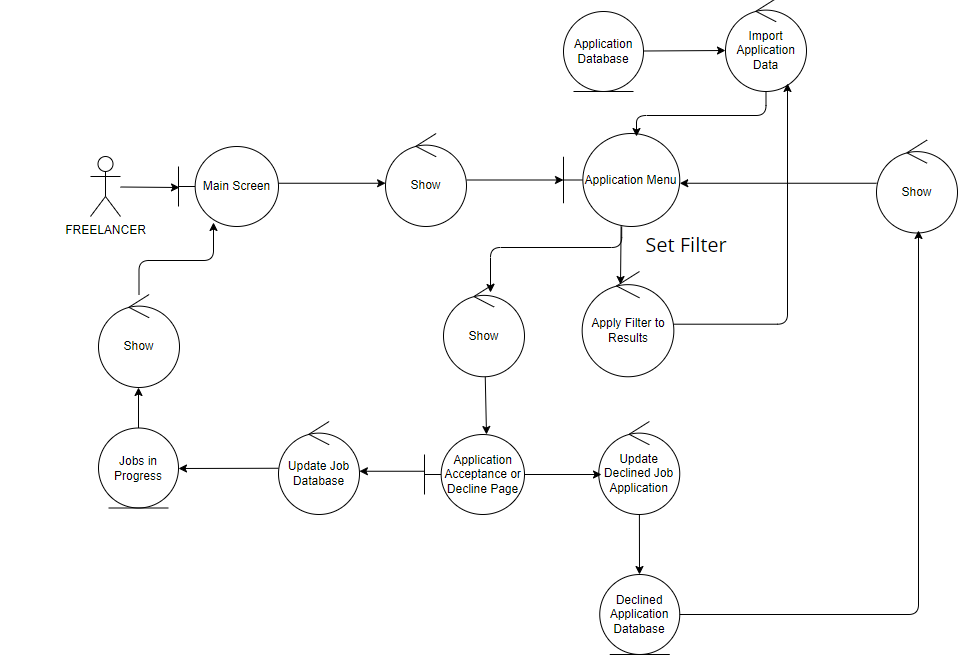 Import
Application
Data
Application
Database
Main Screen
Show
Application Menu
Show
FREELANCER
Set Filter
Show
Show
Apply Filter to
Results
Jobs in
Progress
Update Job
Database
Application
Acceptance or
Decline Page
Update
Declined Job
Application
Declined
Application
Database